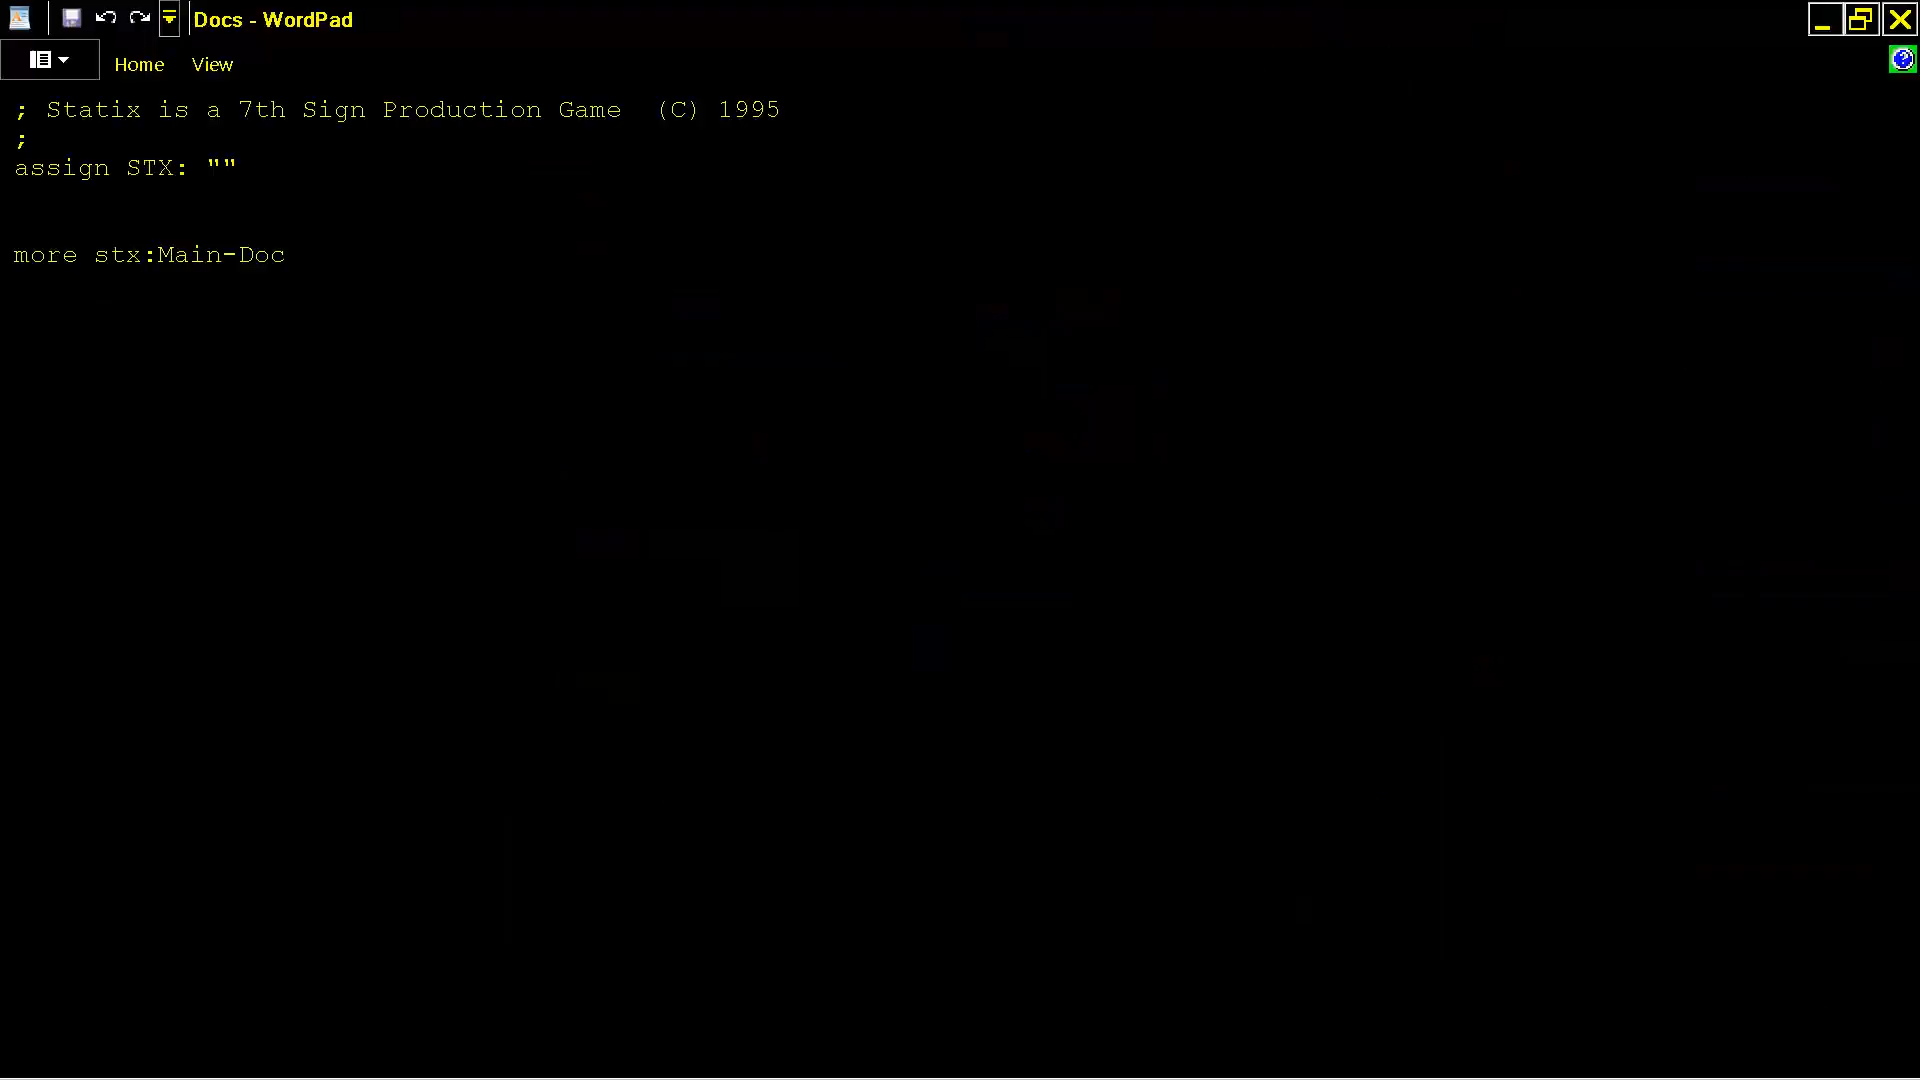 Docs - WordPad
Home View
; Statix is a 7th Sign Production Game  (C) 1995
;
assign STX: ""
more stx:Main-Doc